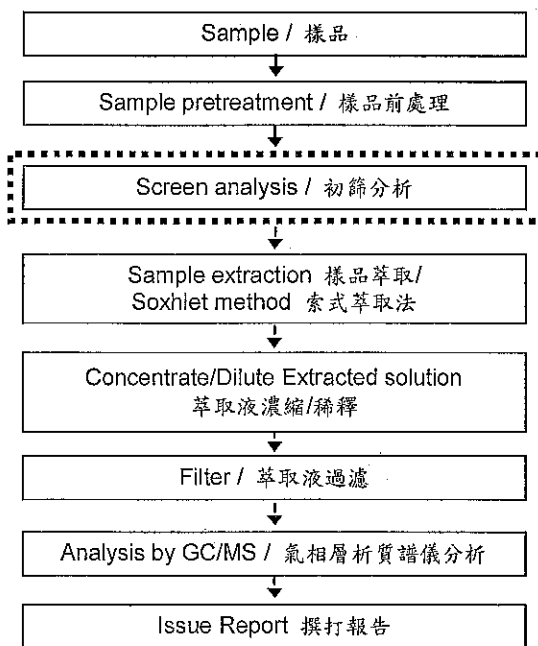 Sample / 樣品
Sample pretreatment / 樣品前處理
Screen analysis / 初篩分析
Sample extraction 樣品萃取/
Soxhlet method 索式萃取法
Concentrate/Dilute Extracted solution
萃取液濃縮/稀釋
Filter / 萃取液過濾
Analysis by GC/MS / 氣相層析質譜儀分析
Issue Report 撰打報告